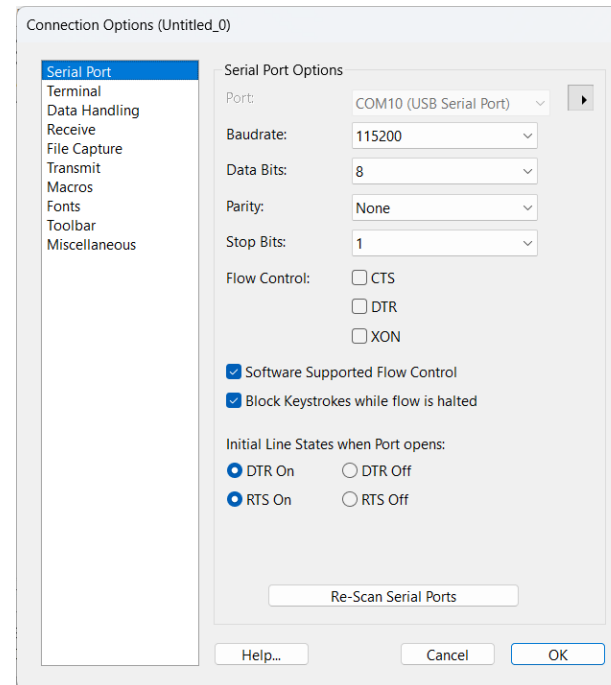 Connection Options (Untitled_0)
Serial Port
Terminal
Data Handling
Receive
File Capture
Transmit
Macros
Fonts
Toolbar
Miscellaneous
Serial Port Options
Port: COM10 (USB Serial Port)
Baudrate: 115200
Data Bits: 8
Parity: None
Stop Bits: 1
Flow Control: CTS
DTR
XON
Software Supported Flow Control
Block Keystrokes while flow is halted
Initial Line States when Port opens:
DTR On DTR Off
RTS On RTS Off
Re-Scan Serial Ports
Help... Cancel OK